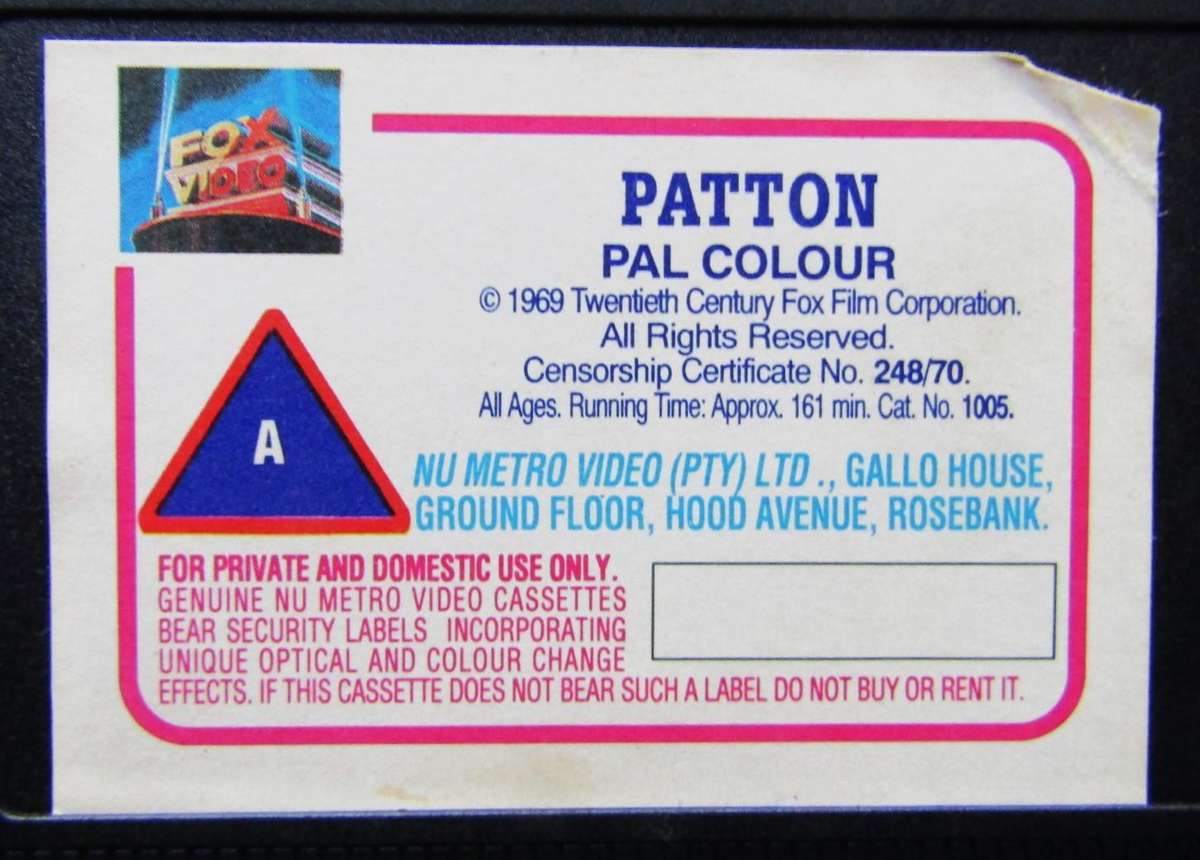 FOX
VIDEO
PATTON
PAL COLOUR
© 1969 Twentieth Century Fox Film Corporation.
All Rights Reserved.
Censorship Certificate No. 248/70.
All Ages. Running Time: Approx. 161 min. Cat. No. 1005.
A
NU METRO VIDEO (PTY) LTD ., GALLO HOUSE,
GROUND FLOOR, HOOD AVENUE, ROSEBANK.
FOR PRIVATE AND DOMESTIC USE ONLY.
GENUINE NU METRO VIDEO CASSETTES
BEAR SECURITY LABELS INCORPORATING
UNIQUE OPTICAL AND COLOUR CHANGE
EFFECTS. IF THIS CASSETTE DOES NOT BEAR SUCH A LABEL DO NOT BUY OR RENT IT.